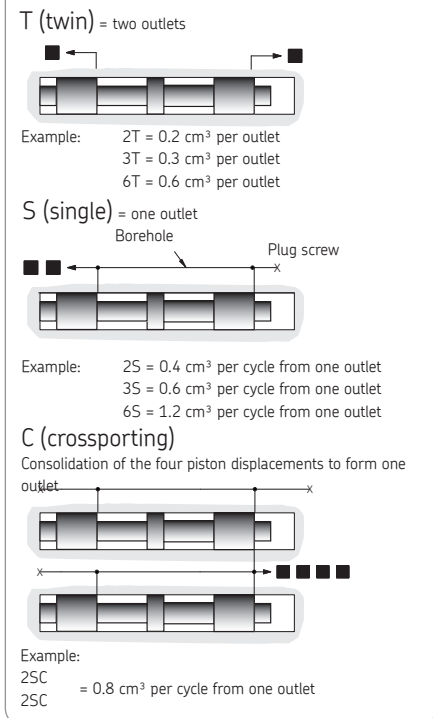 T (twin) = two outlets
Example: 2T = 0.2 cm³ per outlet
3T = 0.3 cm³ per outlet
6T = 0.6 cm³ per outlet
S (single) = one outlet
Borehole
Plug screw
x
Example: 2S = 0.4 cm³ per cycle from one outlet
3S = 0.6 cm³ per cycle from one outlet
6S = 1.2 cm³ per cycle from one outlet
C (crossporting)
Consolidation of the four piston displacements to form one
outlet
x x
x
Example:
2SC
2SC
= 0.8 cm³ per cycle from one outlet